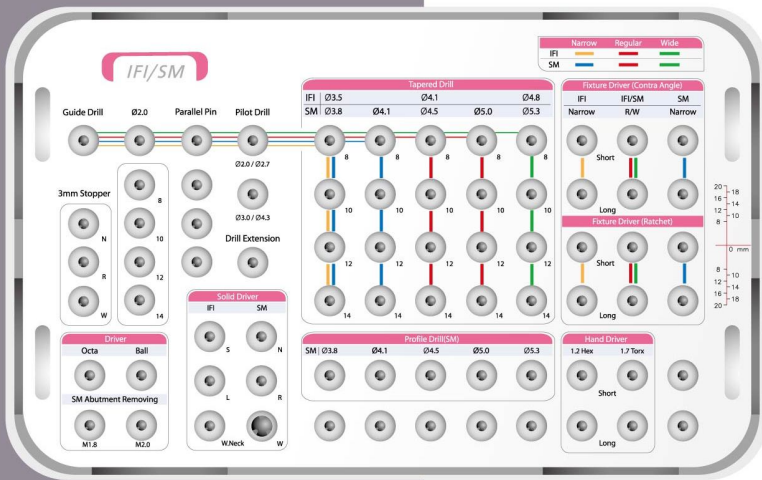 IFI/SM
Narrow Regular Wide
IFI
SM
Guide Drill Ø2.0 Parallel Pin Pilot Drill
Ø2.0 / Ø2.7
Ø3.0 / Ø4.3
Drill Extension
8
10
12
14
3mm Stopper
N
R
W
Tapered Drill
IFI Ø3.5 Ø4.1 Ø4.8
SM Ø3.8 Ø4.1 Ø4.5 Ø5.0 Ø5.3
8 8 8 8 8
10 10 10 10 10
12 12 12 12 12
14 14 14 14 14
Fixture Driver (Contra Angle)
IFI IFI/SM SM
Narrow R/W Narrow
Short
Long
Fixture Driver (Ratchet)
Short
Long
20 18
16
12 10
8
0 mm
8
10
12
14
16
18
20
Driver
Octa Ball
SM Abutment Removing
M1.8 M2.0
Solid Driver
IFI SM
S N
L R
W.Neck W
Profile Drill(SM)
SM Ø3.8 Ø4.1 Ø4.5 Ø5.0 Ø5.3
Hand Driver
1.2 Hex 1.7 Torx
Short
Long